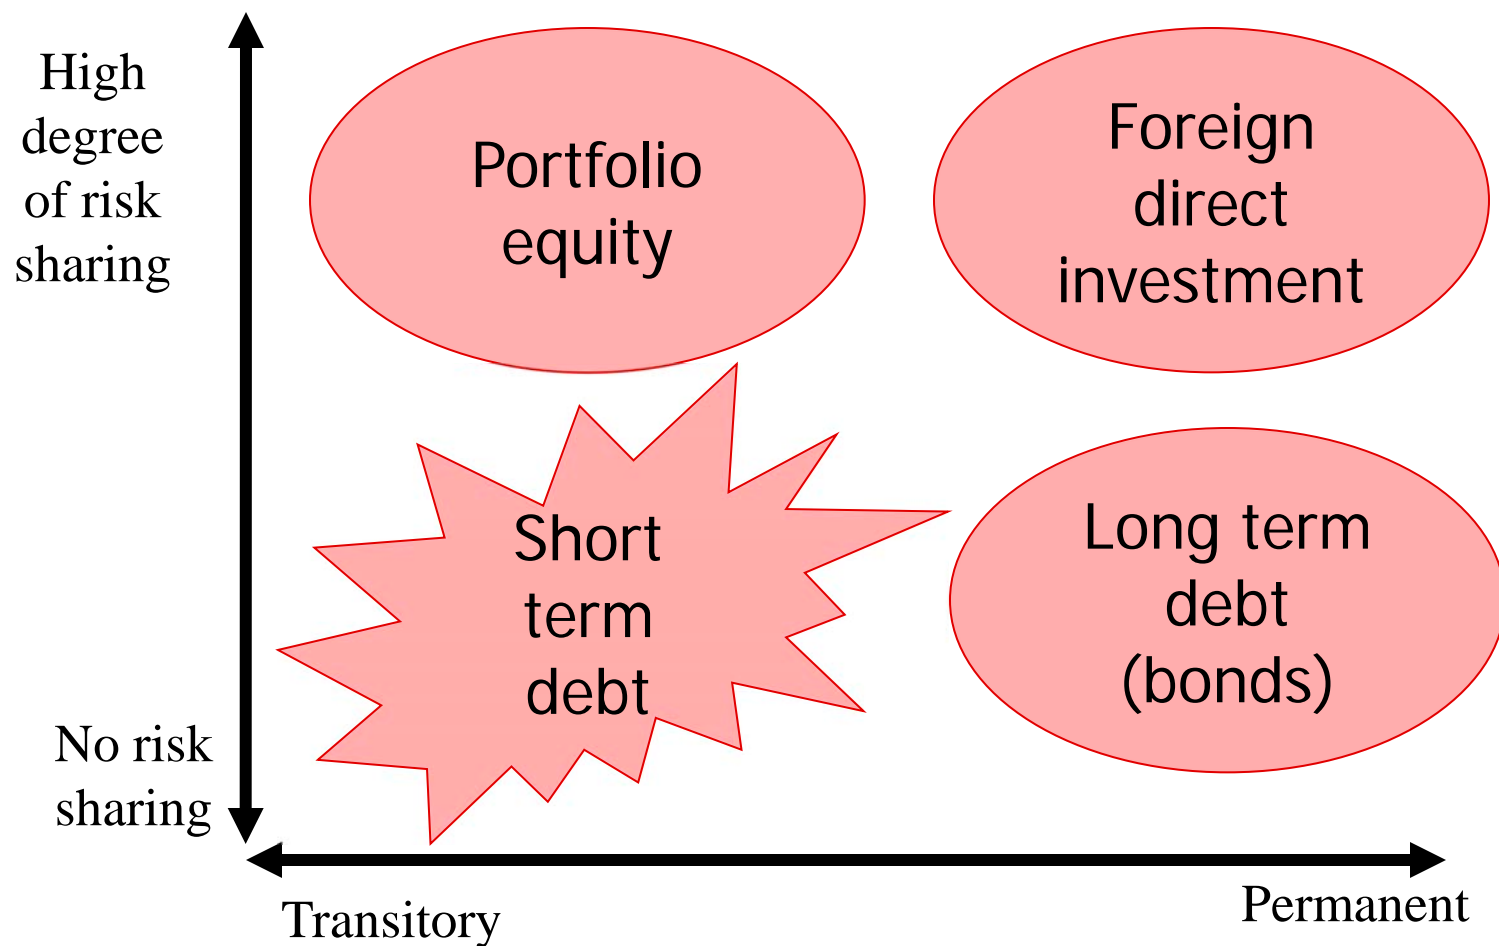 High
degree
of risk
sharing
Portfolio
equity
Foreign
direct
investment
Short
term
debt
Long term
debt
(bonds)
No risk
sharing
Transitory
Permanent